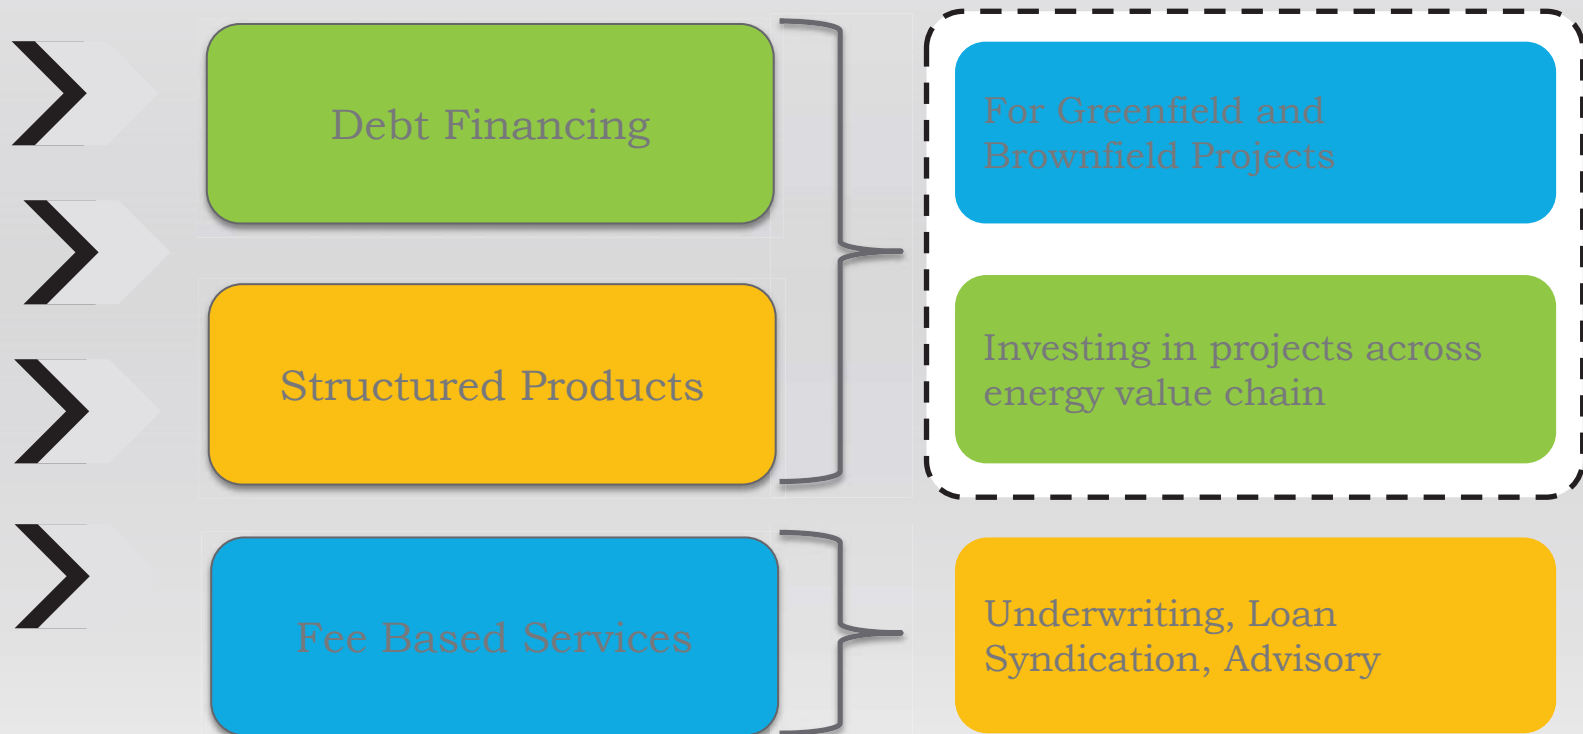 Debt Financing
For Greenfield and
Brownfield Projects
Structured Products
Investing in projects across
energy value chain
Fee Based Services
Underwriting, Loan
Syndication, Advisory